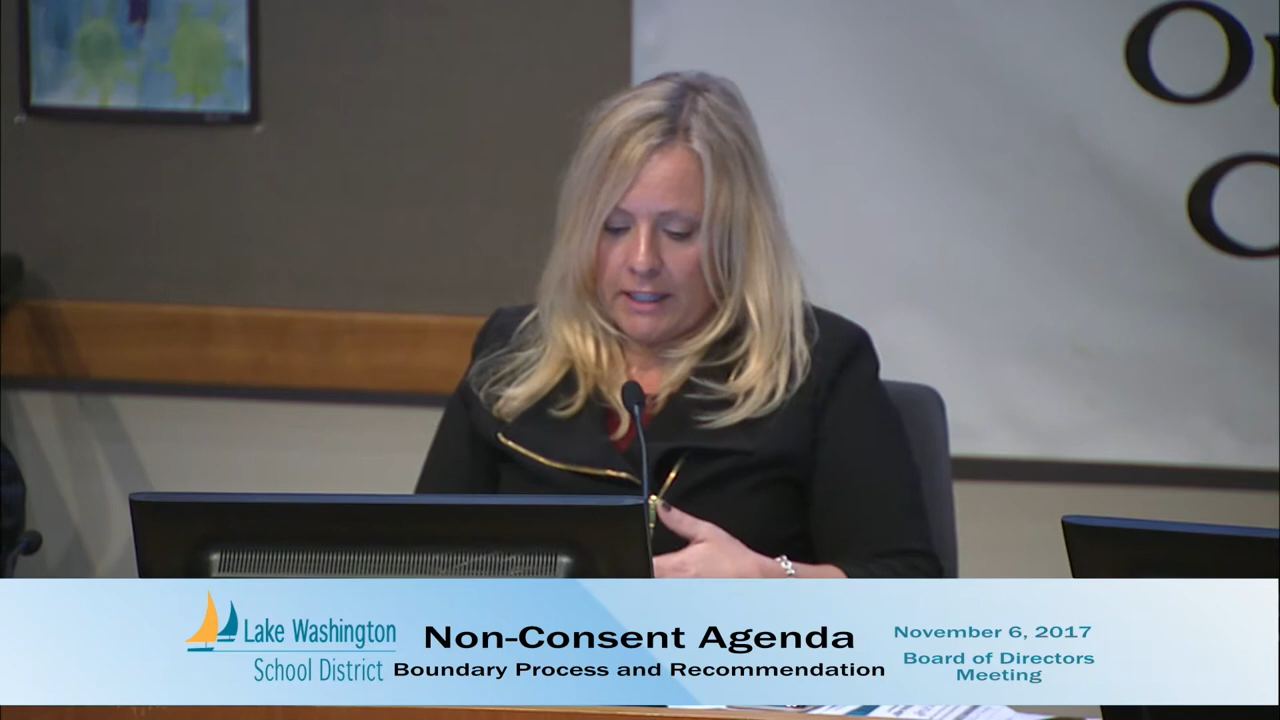 O
O
Lake Washington
School District
Non-Consent Agenda
Boundary Process and Recommendation
November 6, 2017
Board of Directors
Meeting